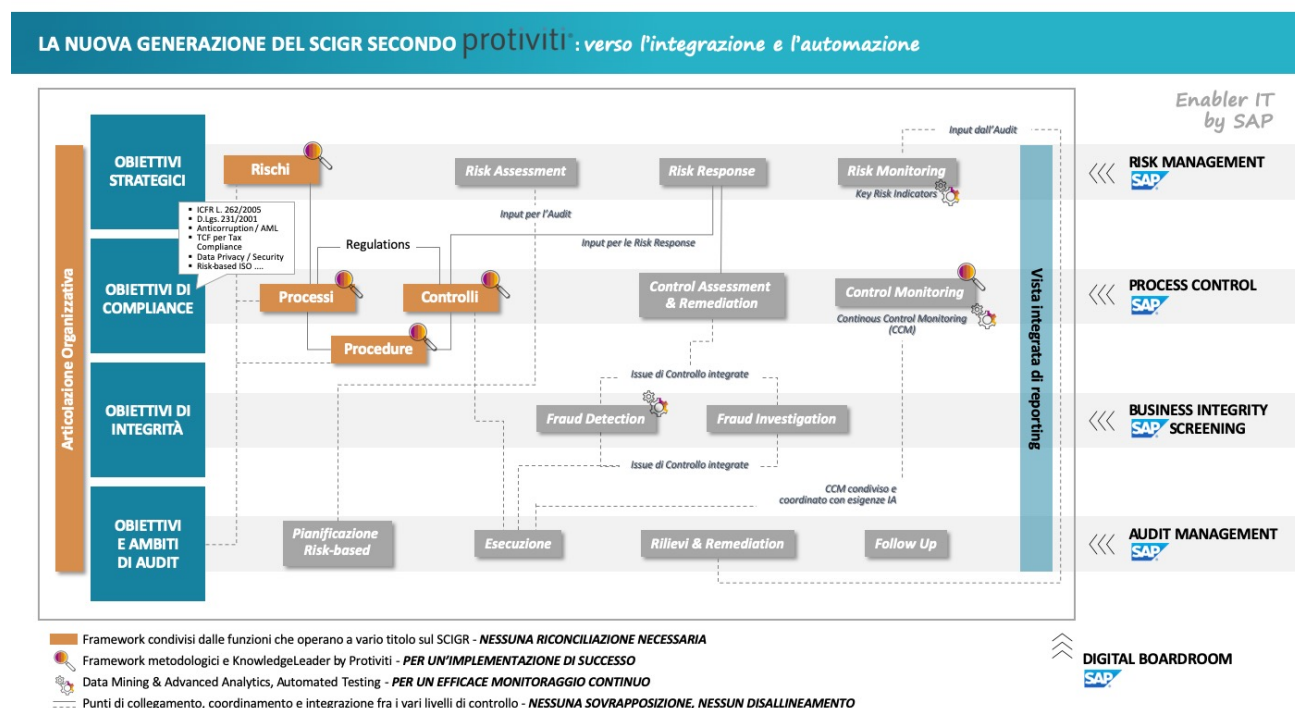 LA NUOVA GENERAZIONE DEL SCIGR SECONDO protiviti®: verso l'integrazione e l'automazione
Enabler IT
by SAP
Articolazione Organizzativa
OBIETTIVI
STRATEGICI
Rischi
Risk Assessment
Risk Response
Risk Monitoring
Key Risk Indicators
Input dall'Audit
RISK MANAGEMENT
SAP
ICFR L. 262/2005
D.Lgs. 231/2001
Anticorruption / AML
TCF per Tax
Compliance
Data Privacy / Security
Risk-based ISO ....
Input per l'Audit
Regulations
Input per le Risk Response
OBIETTIVI DI
COMPLIANCE
Processi
Controlli
Procedure
Control Assessment
& Remediation
Control Monitoring
Continous Control Monitoring
(CCM)
Vista integrata di reporting
PROCESS CONTROL
SAP
Issue di Controllo integrate
OBIETTIVI DI
INTEGRITÀ
Fraud Detection
Fraud Investigation
BUSINESS INTEGRITY
SAP SCREENING
Issue di Controllo integrate
CCM condiviso e
coordinato con esigenze IA
OBIETTIVI
E AMBITI
DI AUDIT
Pianificazione
Risk-based
Esecuzione
Rilievi & Remediation
Follow Up
AUDIT MANAGEMENT
SAP
Framework condivisi dalle funzioni che operano a vario titolo sul SCIGR - NESSUNA RICONCILIAZIONE NECESSARIA
Framework metodologici e KnowledgeLeader by Protiviti - PER UN'IMPLEMENTAZIONE DI SUCCESSO
Data Mining & Advanced Analytics, Automated Testing - PER UN EFFICACE MONITORAGGIO CONTINUO
Punti di collegamento, coordinamento e integrazione fra i vari livelli di controllo - NESSUNA SOVRAPPOSIZIONE, NESSUN DISALLINEAMENTO
DIGITAL BOARDROOM
SAP